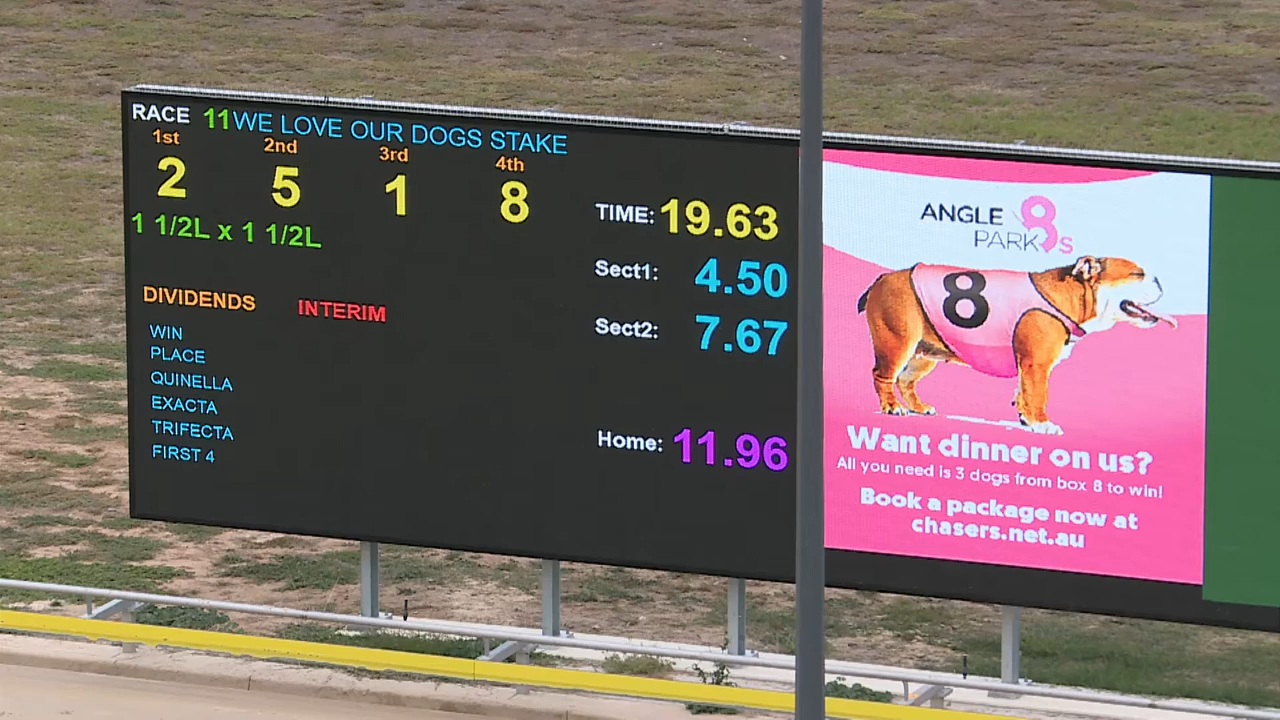 RACE 11 WE LOVE OUR DOGS STAKE
1st 2nd 3rd 4th
2 5 1 8
1 1/2L x 1 1/2L
TIME: 19.63
Sect1: 4.50
Sect2: 7.67
Home: 11.96
DIVIDENDS INTERIM
WIN
PLACE
QUINELLA
EXACTA
TRIFECTA
FIRST 4
ANGLE
PARK 8s
8
Want dinner on us?
All you need is 3 dogs from box 8 to win!
Book a package now at
chasers.net.au